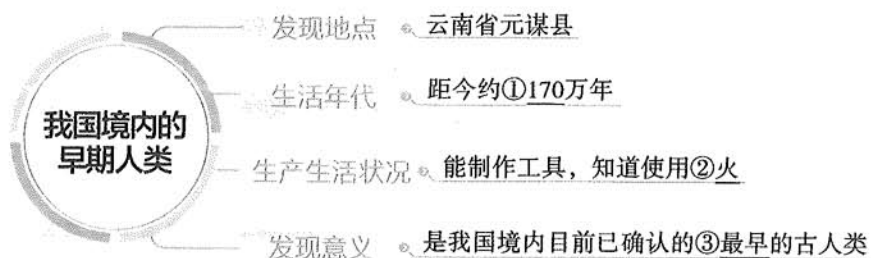 发现地点 云南省元谋县
生活年代 距今约①170万年
我国境内的
早期人类
生产生活状况 能制作工具，知道使用②火
发现意义 是我国境内目前已确认的③最早的古人类